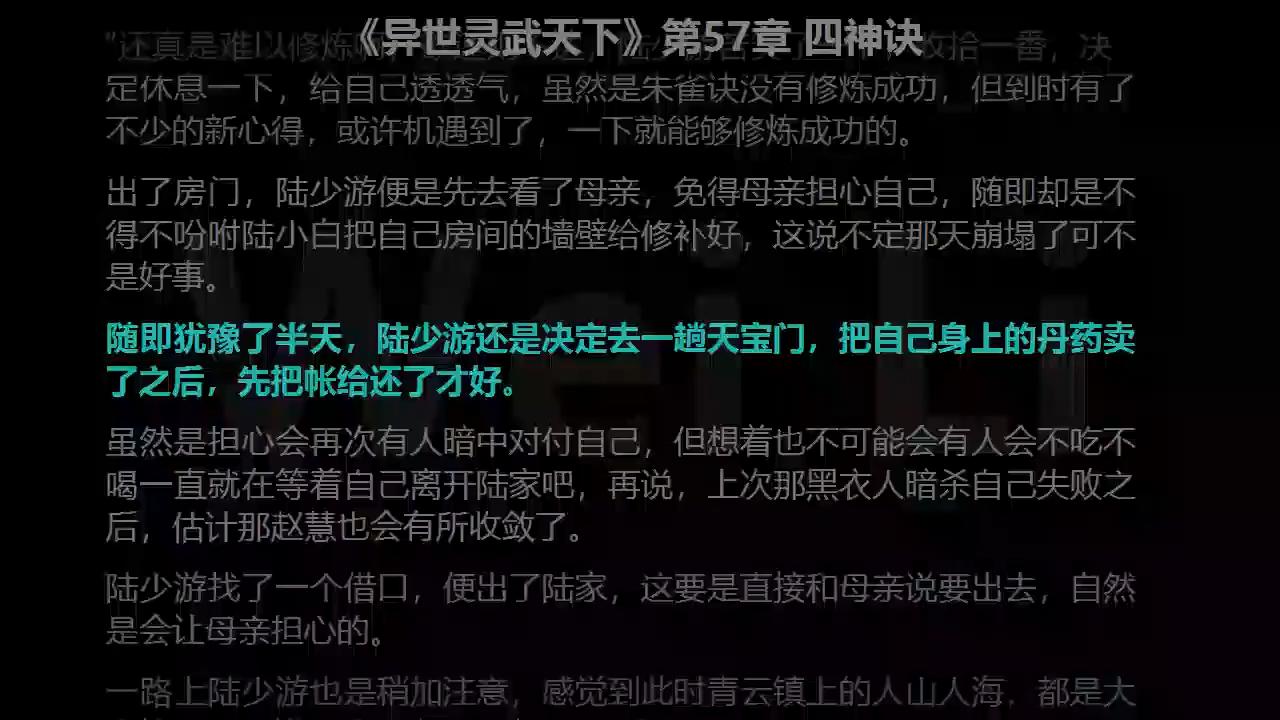 《异世灵武天下》第57章 四神诀
"还真是难以修炼
收拾一番，决
定休息一下，给自己透透气，虽然是朱雀诀没有修炼成功，但到时有了
不少的新心得，或许机遇到了，一下就能够修炼成功的。
出了房门，陆少游便是先去看了母亲，免得母亲担心自己，随即却是不
得不吩咐陆小白把自己房间的墙壁给修补好，这说不定那天崩塌了可不
是好事。
随即犹豫了半天，陆少游还是决定去一趟天宝门，把自己身上的丹药卖
了之后，先把帐给还了才好。
虽然是担心会再次有人暗中对付自己，但想着也不可能会有人会不吃不
喝一直就在等着自己离开陆家吧，再说，上次那黑衣人暗杀自己失败之
后，估计那赵慧也会有所收敛了。
陆少游找了一个借口，便出了陆家，这要是直接和母亲说要出去，自然
是会让母亲担心的。
一路上陆少游也是稍加注意，感觉到此时青云镇上的人山人海，都是大